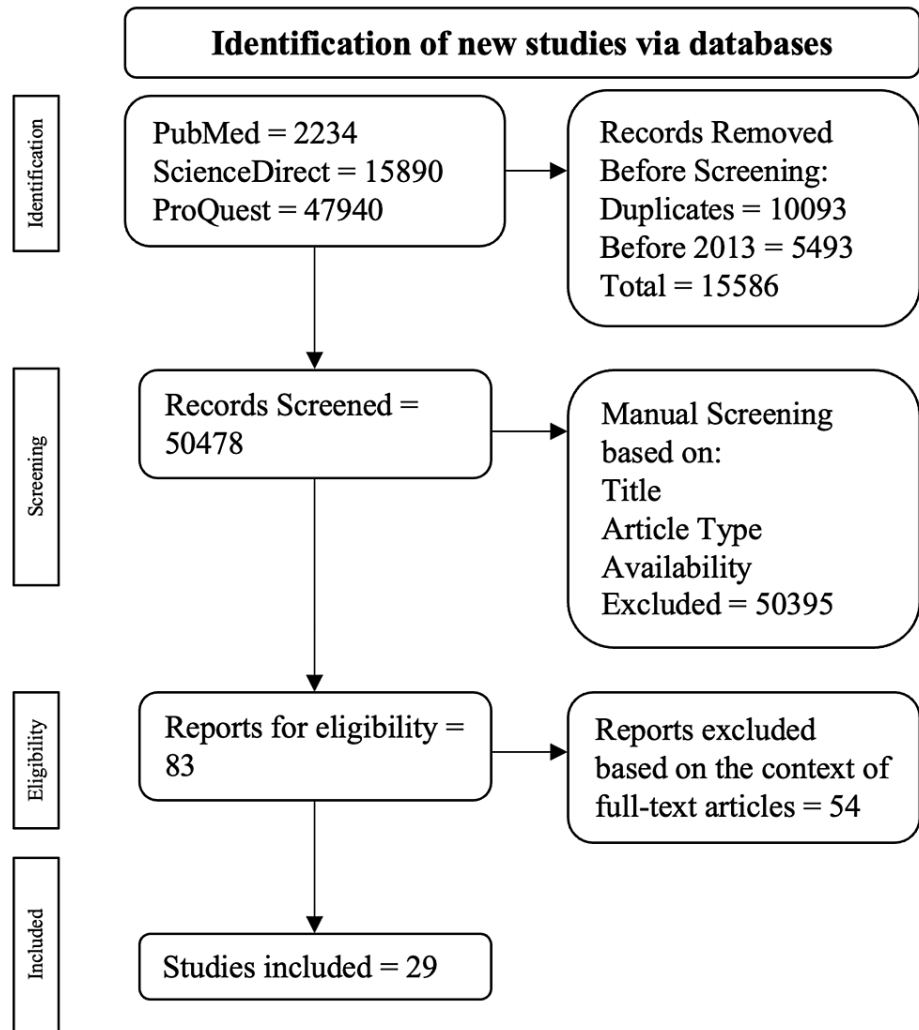 Identification of new studies via databases
Identification
PubMed = 2234
ScienceDirect = 15890
ProQuest = 47940
Records Removed
Before Screening:
Duplicates = 10093
Before 2013 = 5493
Total = 15586
Screening
Records Screened =
50478
Manual Screening
based on:
Title
Article Type
Availability
Excluded = 50395
Eligibility
Reports for eligibility =
83
Reports excluded
based on the context of
full-text articles = 54
Included
Studies included = 29